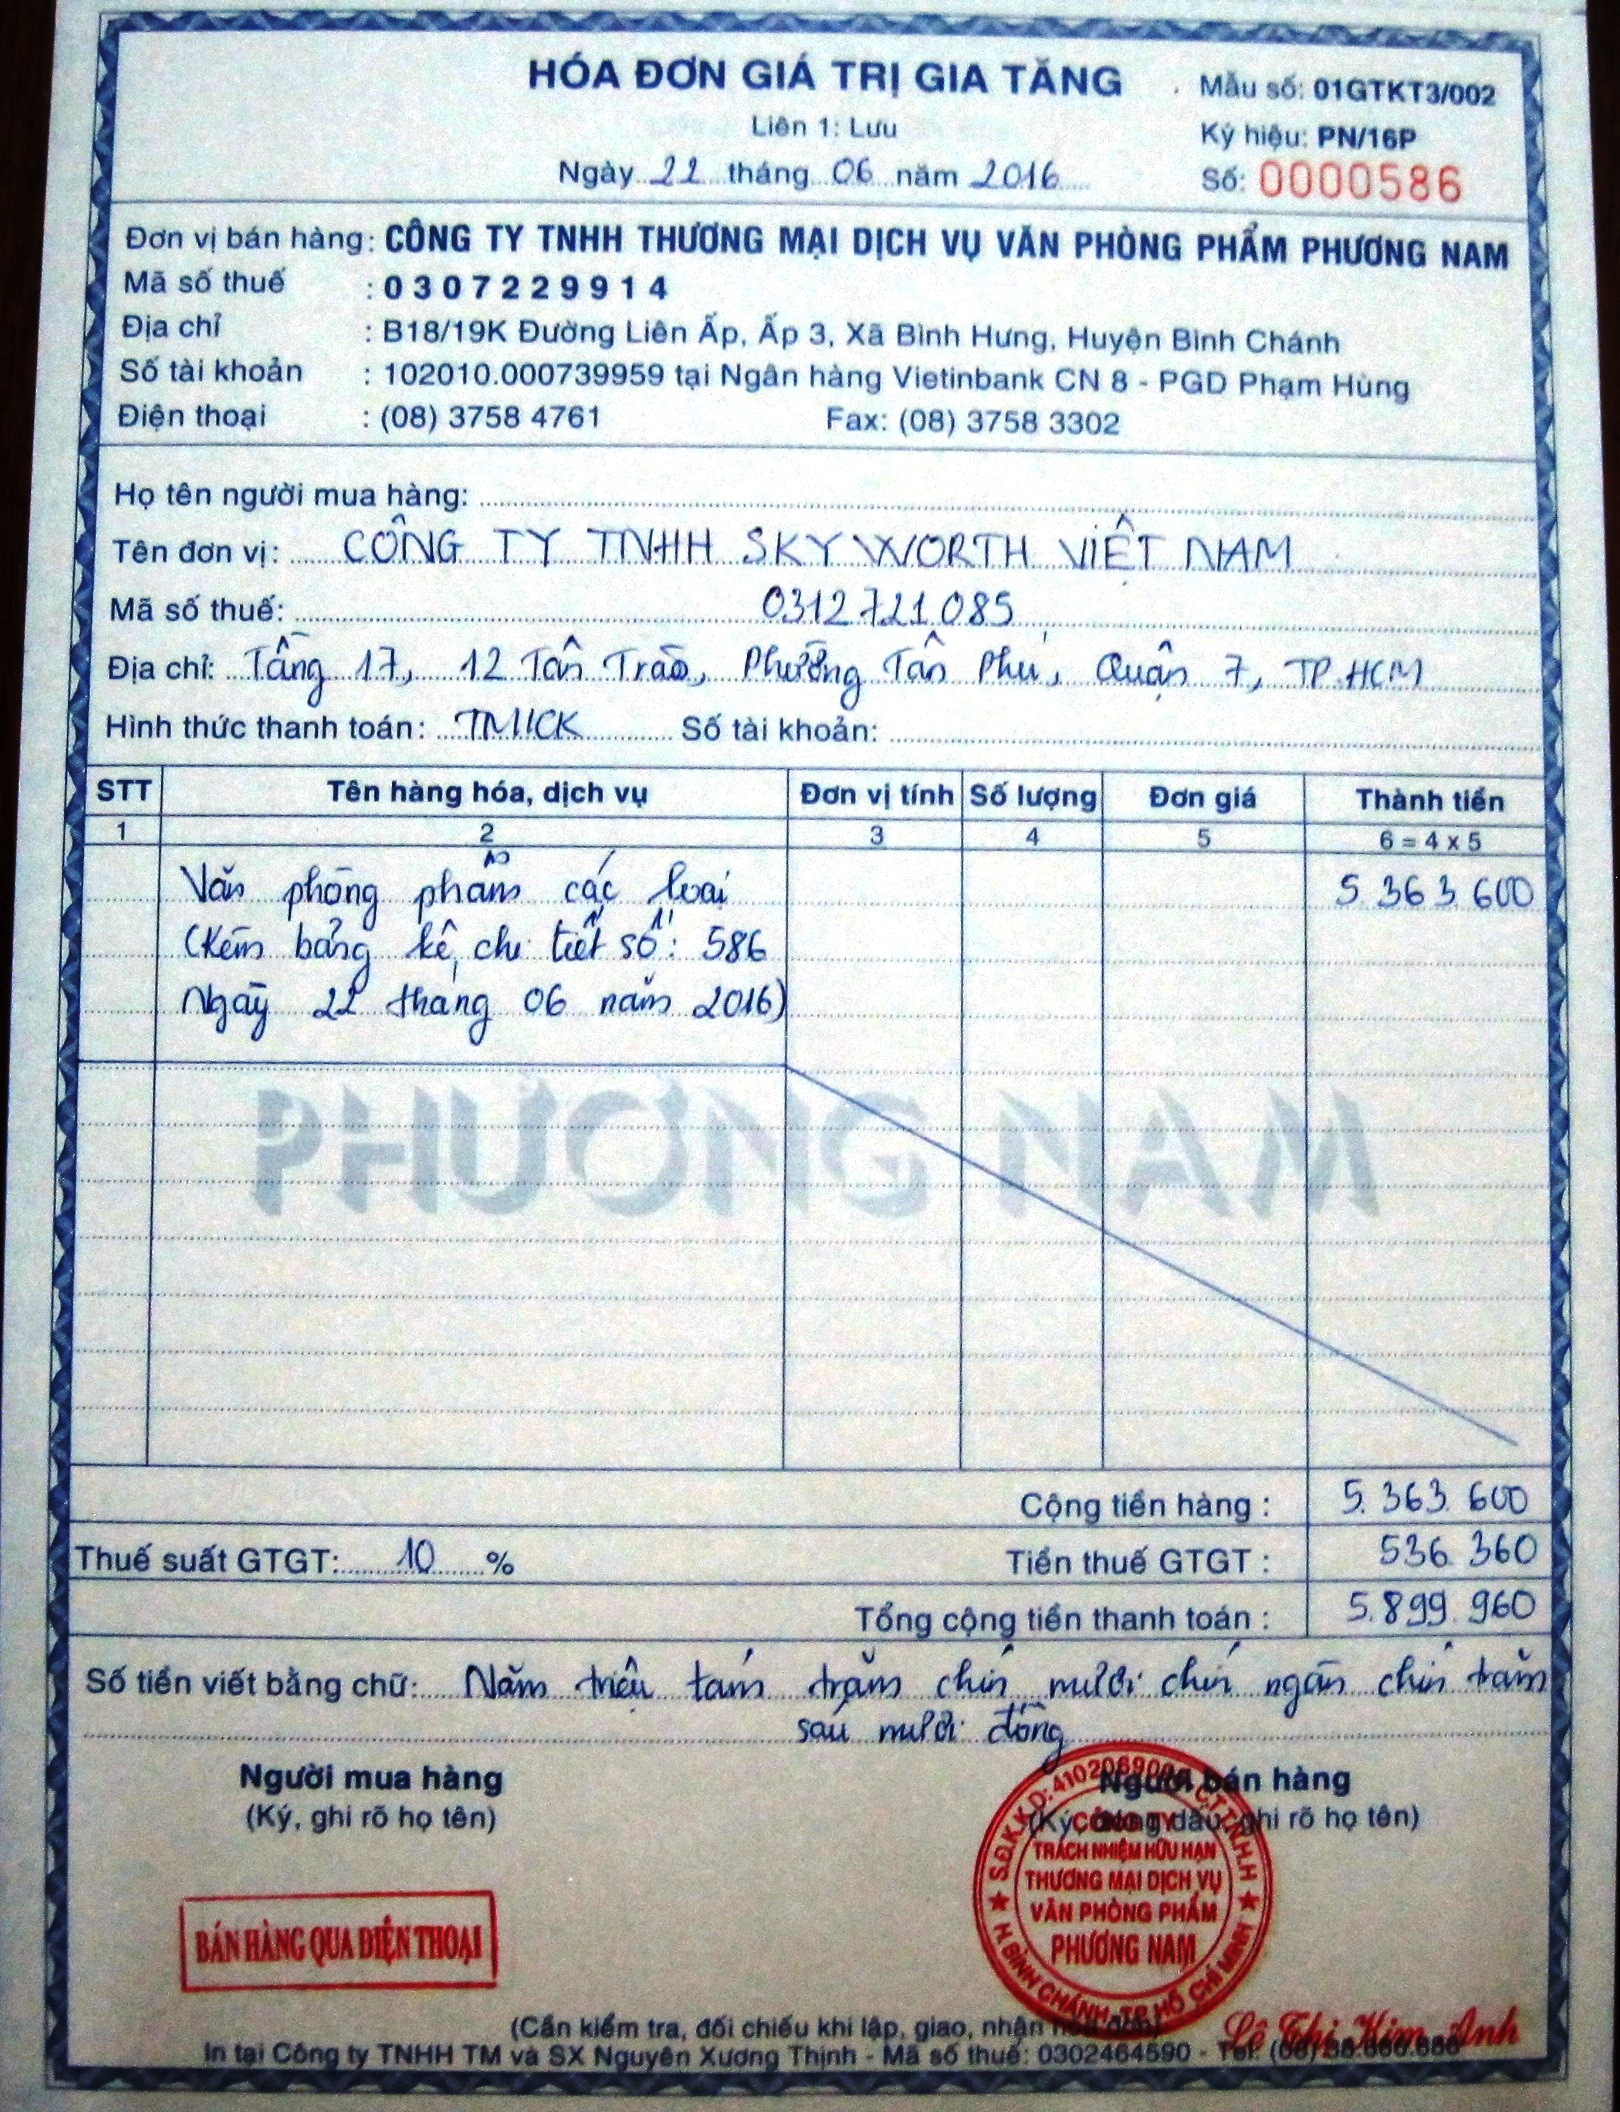 HÓA ĐƠN GIÁ TRỊ GIA TĂNG
Mẫu số: 01GTKT3/002
Liên 1: Lưu
Ký hiệu: PN/16P
Ngày 22 tháng 06 năm 2016
Số: 0000586
Đơn vị bán hàng: CÔNG TY TNHH THƯƠNG MẠI DỊCH VỤ VĂN PHÒNG PHẨM PHƯƠNG NAM
Mã số thuế : 0307229914
Địa chỉ : B18/19K Đường Liên Ấp, Ấp 3, Xã Bình Hưng, Huyện Bình Chánh
Số tài khoản : 102010.000739959 tại Ngân hàng Vietinbank CN 8 - PGD Phạm Hùng
Điện thoại : (08) 3758 4761 Fax: (08) 3758 3302
Họ tên người mua hàng:
Tên đơn vị: CÔNG TY TNHH SKYWORTH VIỆT NAM
Mã số thuế: 0312721085
Địa chỉ: Tầng 17, 12 Tân Trào, Phường Tân Phú, Quận 7, TP.HCM
Hình thức thanh toán: TM/CK Số tài khoản:
STT Tên hàng hóa, dịch vụ Đơn vị tính Số lượng Đơn giá Thành tiền
1 2 3 4 5 6 = 4 x 5
Văn phòng phẩm các loại 5.363.600
(Kèm bảng kê chi tiết số: 586
Ngày 22 tháng 06 năm 2016)
PHƯƠNG NAM
Cộng tiền hàng : 5.363.600
Thuế suất GTGT: 10 % Tiền thuế GTGT : 536.360
Tổng cộng tiền thanh toán : 5.899.960
Số tiền viết bằng chữ: Năm triệu tám trăm chín mươi chín ngàn chín trăm
sáu mươi đồng
Người mua hàng
(Ký, ghi rõ họ tên)
Người bán hàng
(Ký, đóng dấu, ghi rõ họ tên)
BÁN HÀNG QUA ĐIỆN THOẠI
CÔNG TY
TRÁCH NHIỆM HỮU HẠN
THƯƠNG MẠI DỊCH VỤ
VĂN PHÒNG PHẨM
PHƯƠNG NAM
H.BÌNH CHÁNH-T.P HỒ CHÍ MINH
Lê Thị Kim Anh
(Cần kiểm tra, đối chiếu khi lập, giao, nhận hóa đơn)
In tại Công ty TNHH TM và SX Nguyên Xương Thịnh - Mã số thuế: 0302464590 - Tel: